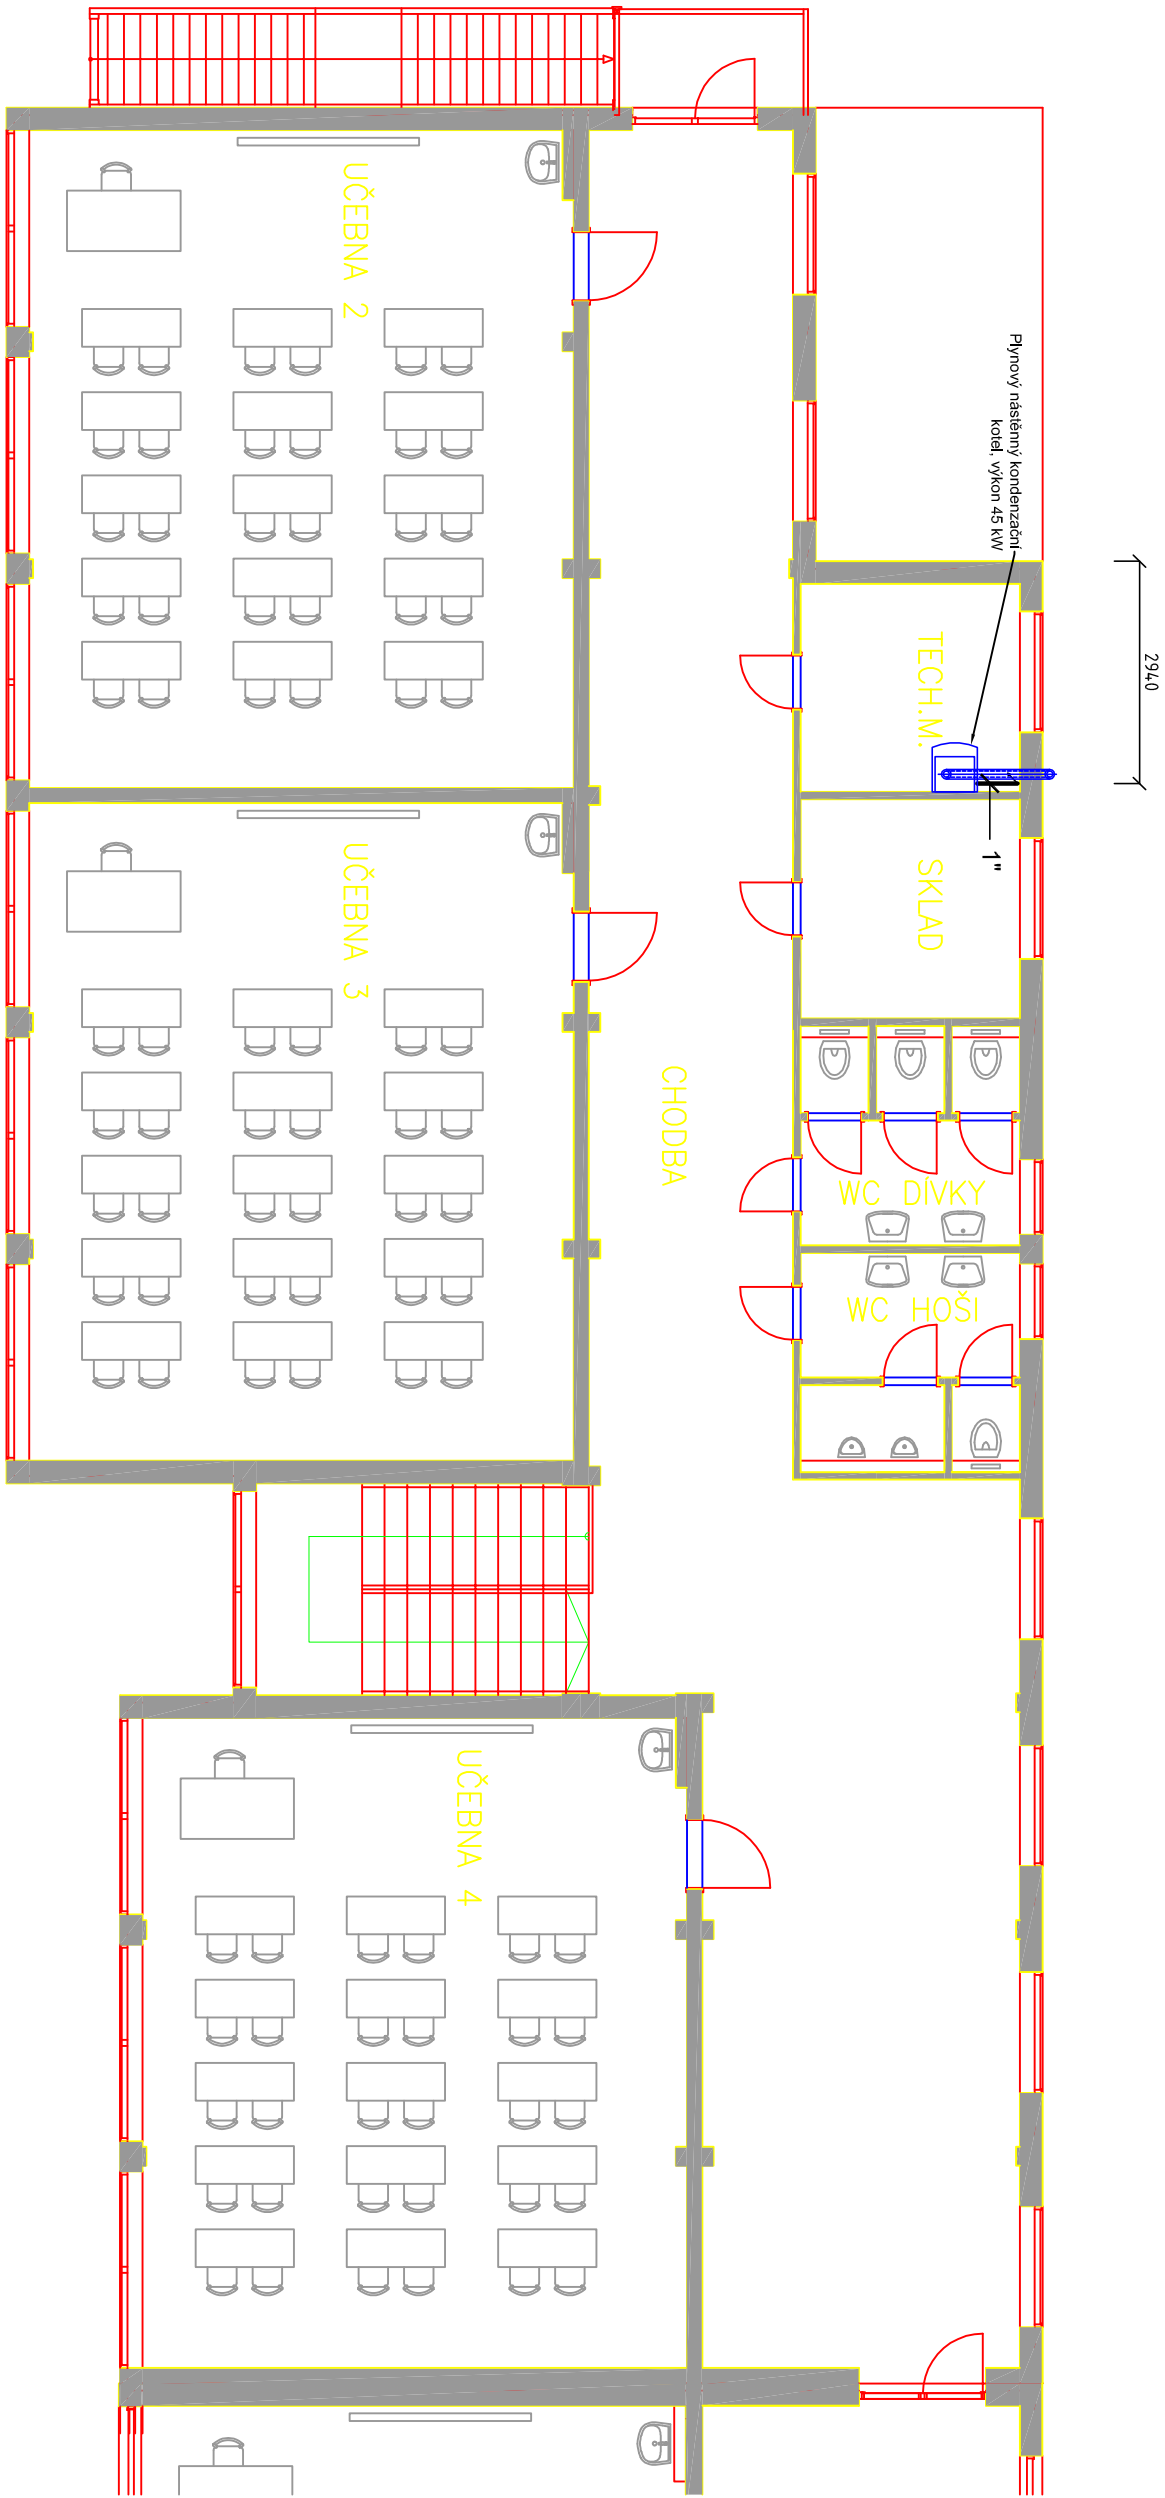 UČEBNA 2
Plynový nástěnný kondenzační
kotel, výkon 45 kW
2940
TECH.M.
1"
SKLAD
UČEBNA 3
CHODBA
WC DÍVKY
WC HOŠI
UČEBNA 4